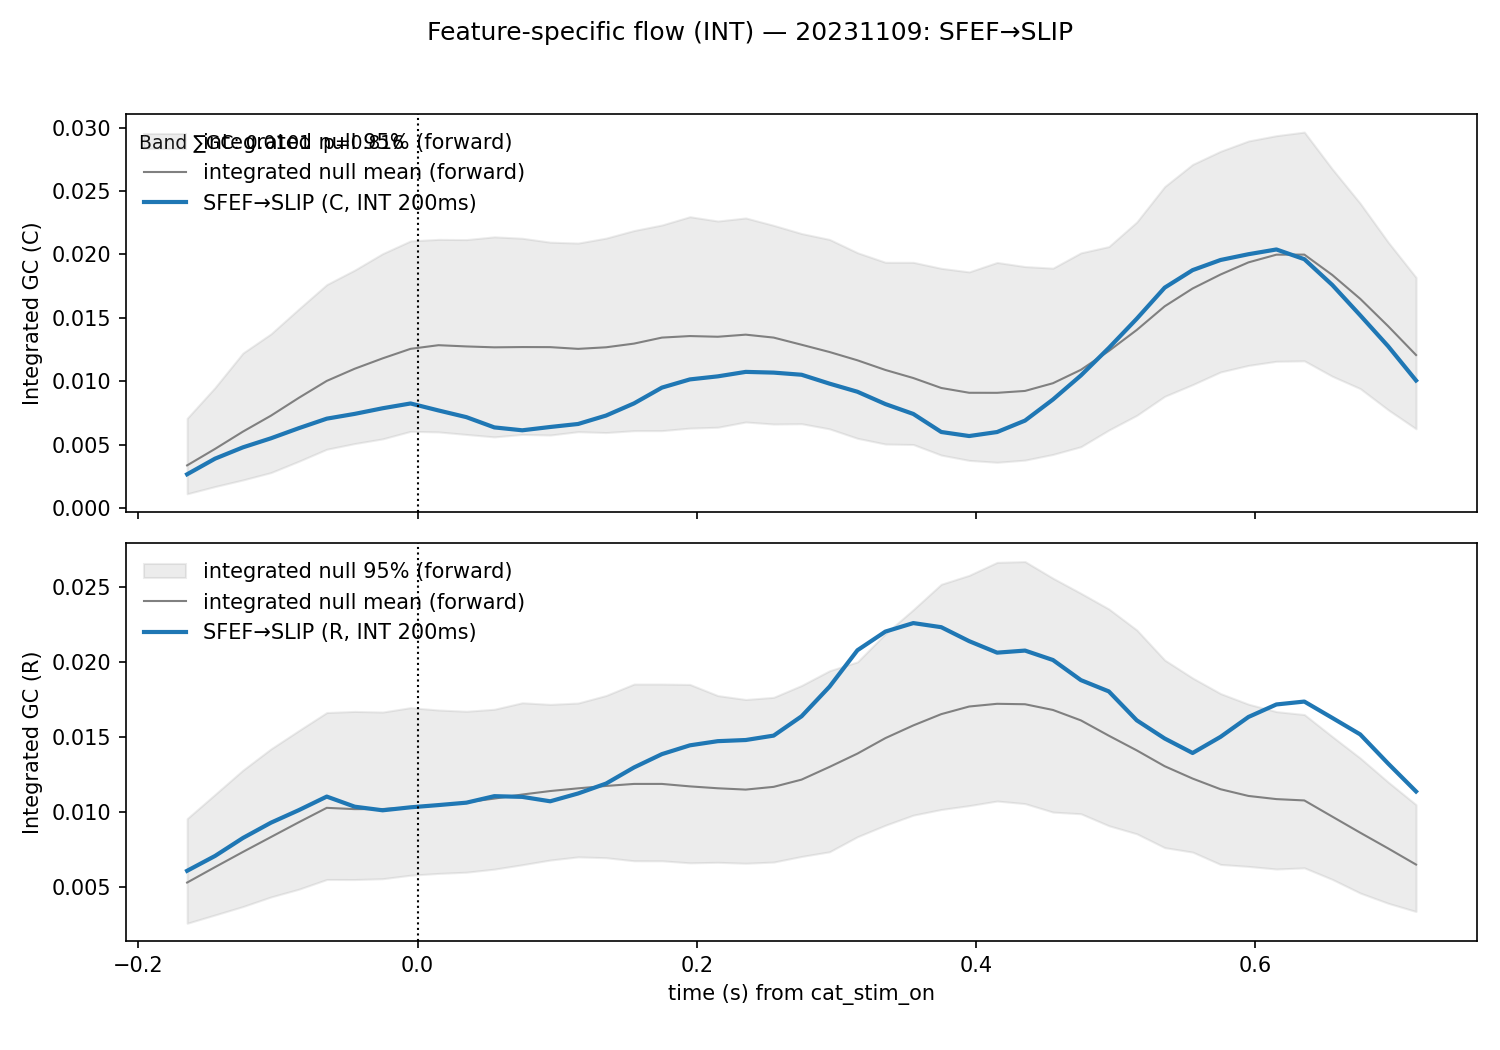 Feature-specific flow (INT) — 20231109: SFEF→SLIP
Integrated GC (C)
0.030
0.025
0.020
0.015
0.010
0.005
0.000
integrated null 95% (forward)
Band ∑GC: 0.0101 p=0.816
integrated null mean (forward)
SFEF→SLIP (C, INT 200ms)
Integrated GC (R)
0.025
0.020
0.015
0.010
0.005
integrated null 95% (forward)
integrated null mean (forward)
SFEF→SLIP (R, INT 200ms)
−0.2 0.0 0.2 0.4 0.6
time (s) from cat_stim_on